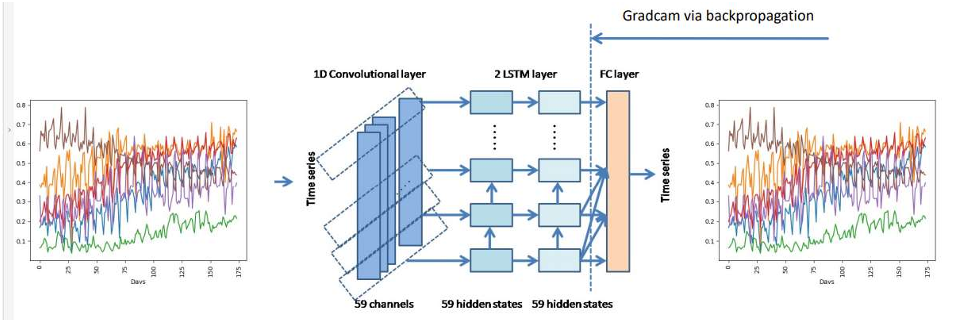 Gradcam via backpropagation
1D Convolutional layer
2 LSTM layer
FC layer
0.8
0.7
0.6
0.5
0.4
0.3
0.2
0.1
0
25
50
75
100
125
150
175
Days
Time series
59 channels
59 hidden states
59 hidden states
Time series
0.8
0.7
0.6
0.5
0.4
0.3
0.2
0.1
0
25
50
75
100
125
150
175
Days